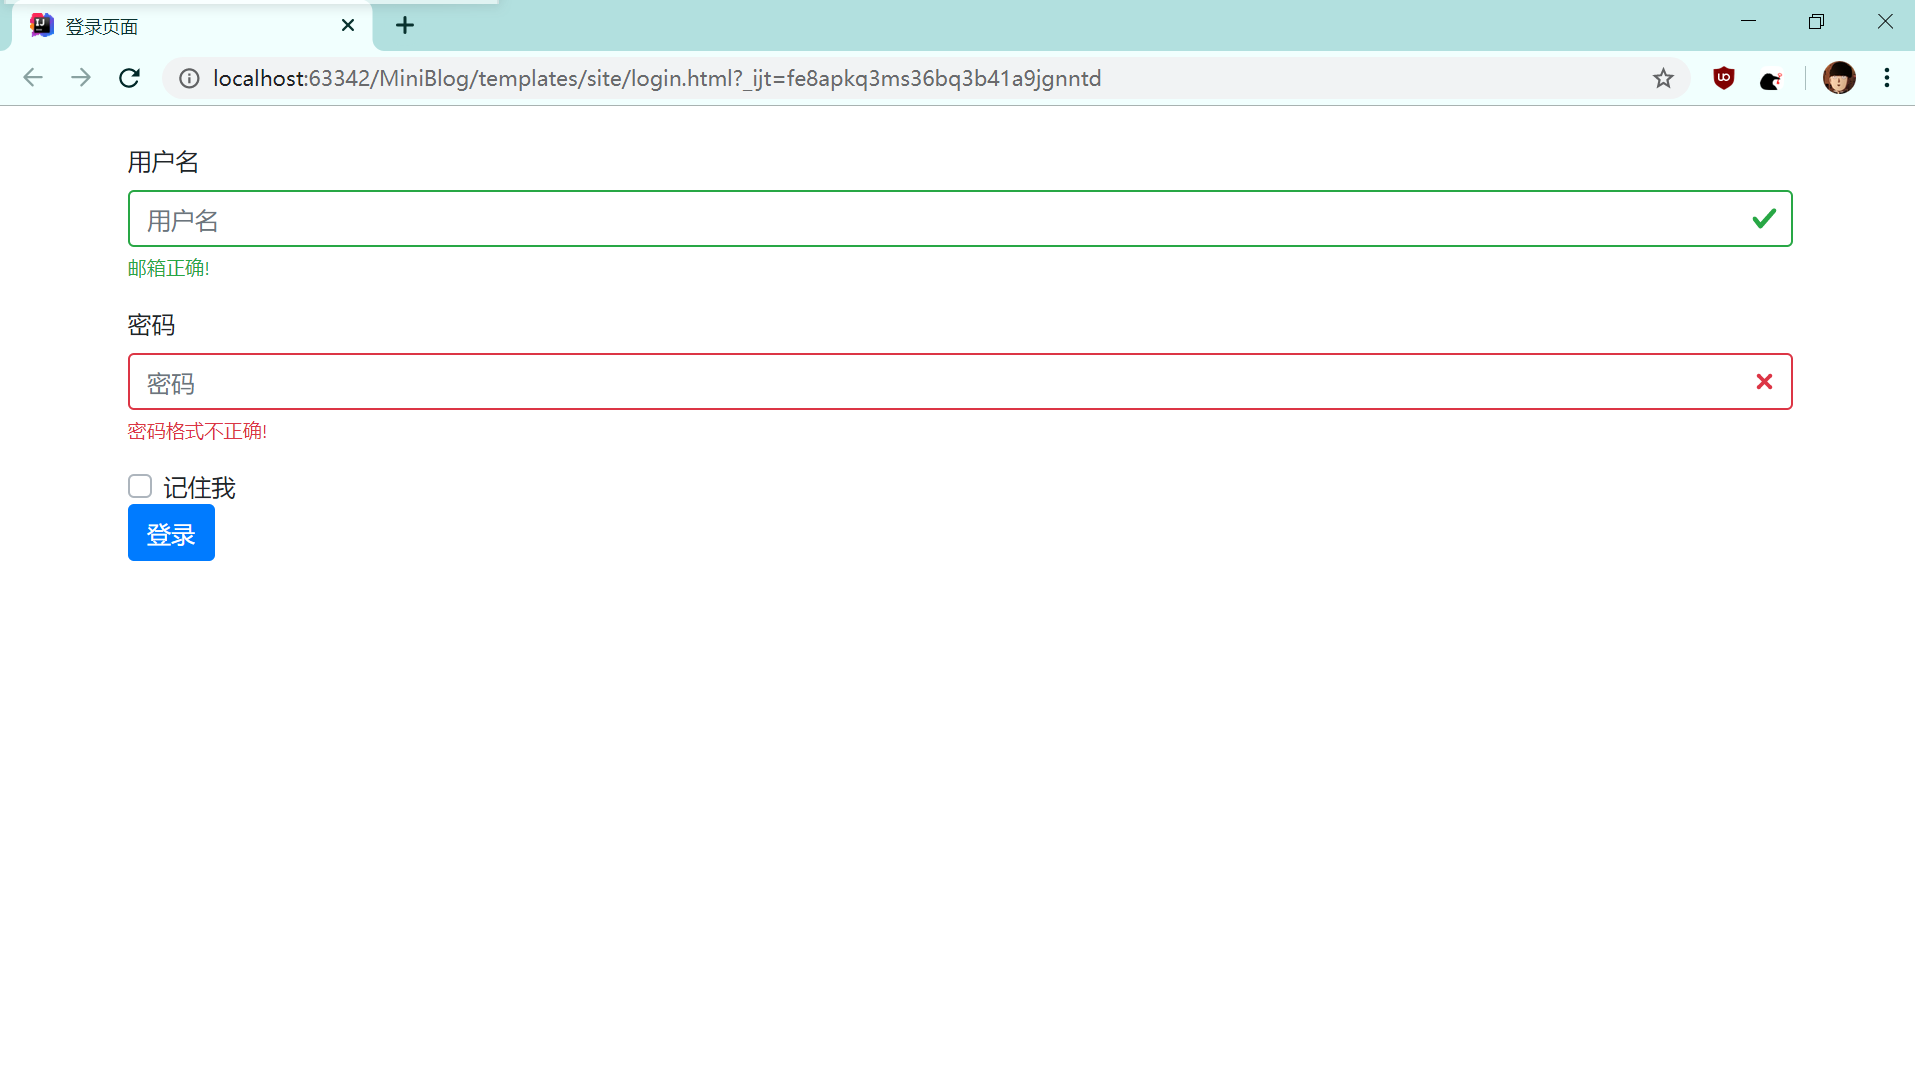 登录页面
localhost:63342/MiniBlog/templates/site/login.html?_ijt=fe8apkq3ms36bq3b41a9jgnntd
用户名
用户名
邮箱正确!
密码
密码
密码格式不正确!
记住我
登录